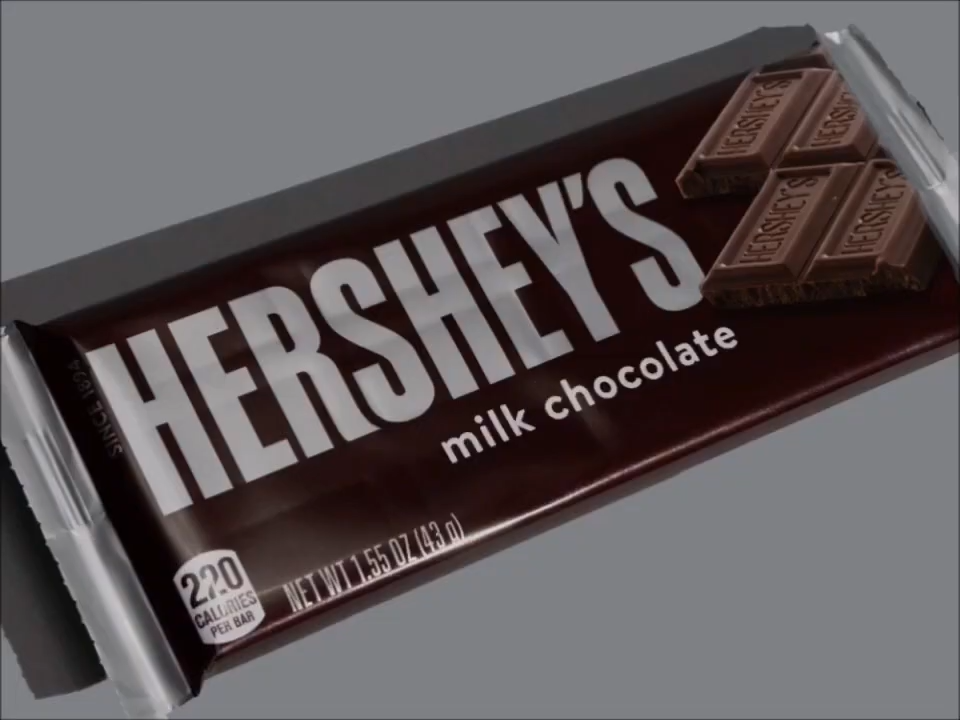 SINCE 1894
HERSHEY'S
milk chocolate
220
CALORIES
PER BAR
NET WT 1.55 OZ (43 g)
HERSHEY'S
HERSHEY'S
HERSHEY'S
HERSHEY'S